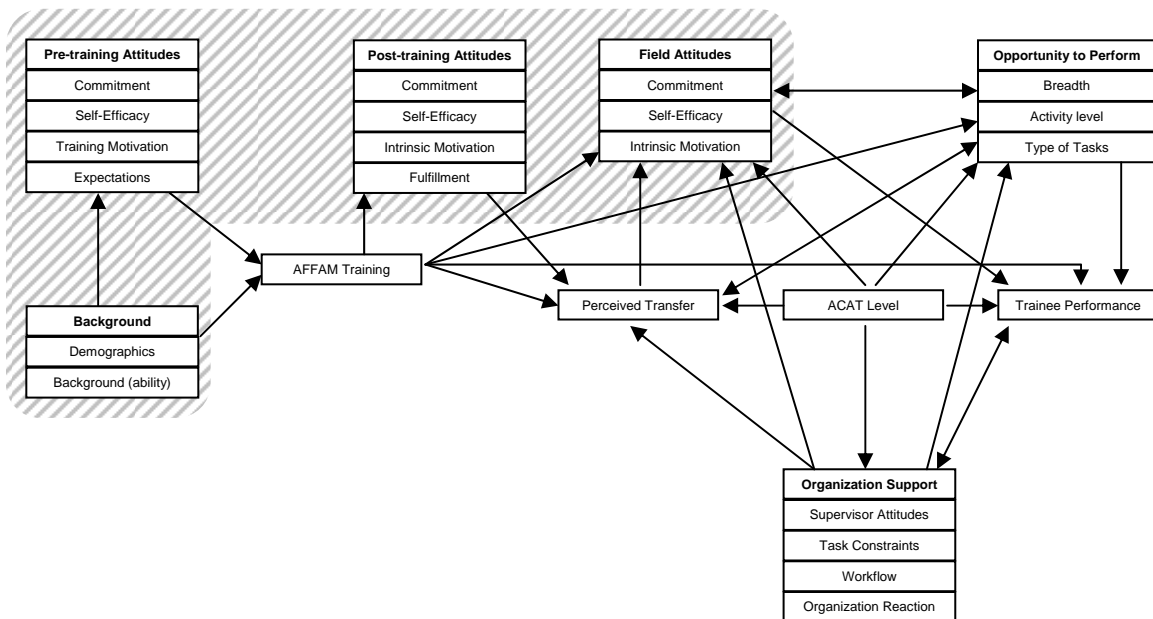 Pre-training Attitudes
Commitment
Self-Efficacy
Training Motivation
Expectations
Post-training Attitudes
Commitment
Self-Efficacy
Intrinsic Motivation
Fulfillment
Field Attitudes
Commitment
Self-Efficacy
Intrinsic Motivation
Opportunity to Perform
Breadth
Activity level
Type of Tasks
AFFAM Training
Perceived Transfer
ACAT Level
Trainee Performance
Background
Demographics
Background (ability)
Organization Support
Supervisor Attitudes
Task Constraints
Workflow
Organization Reaction